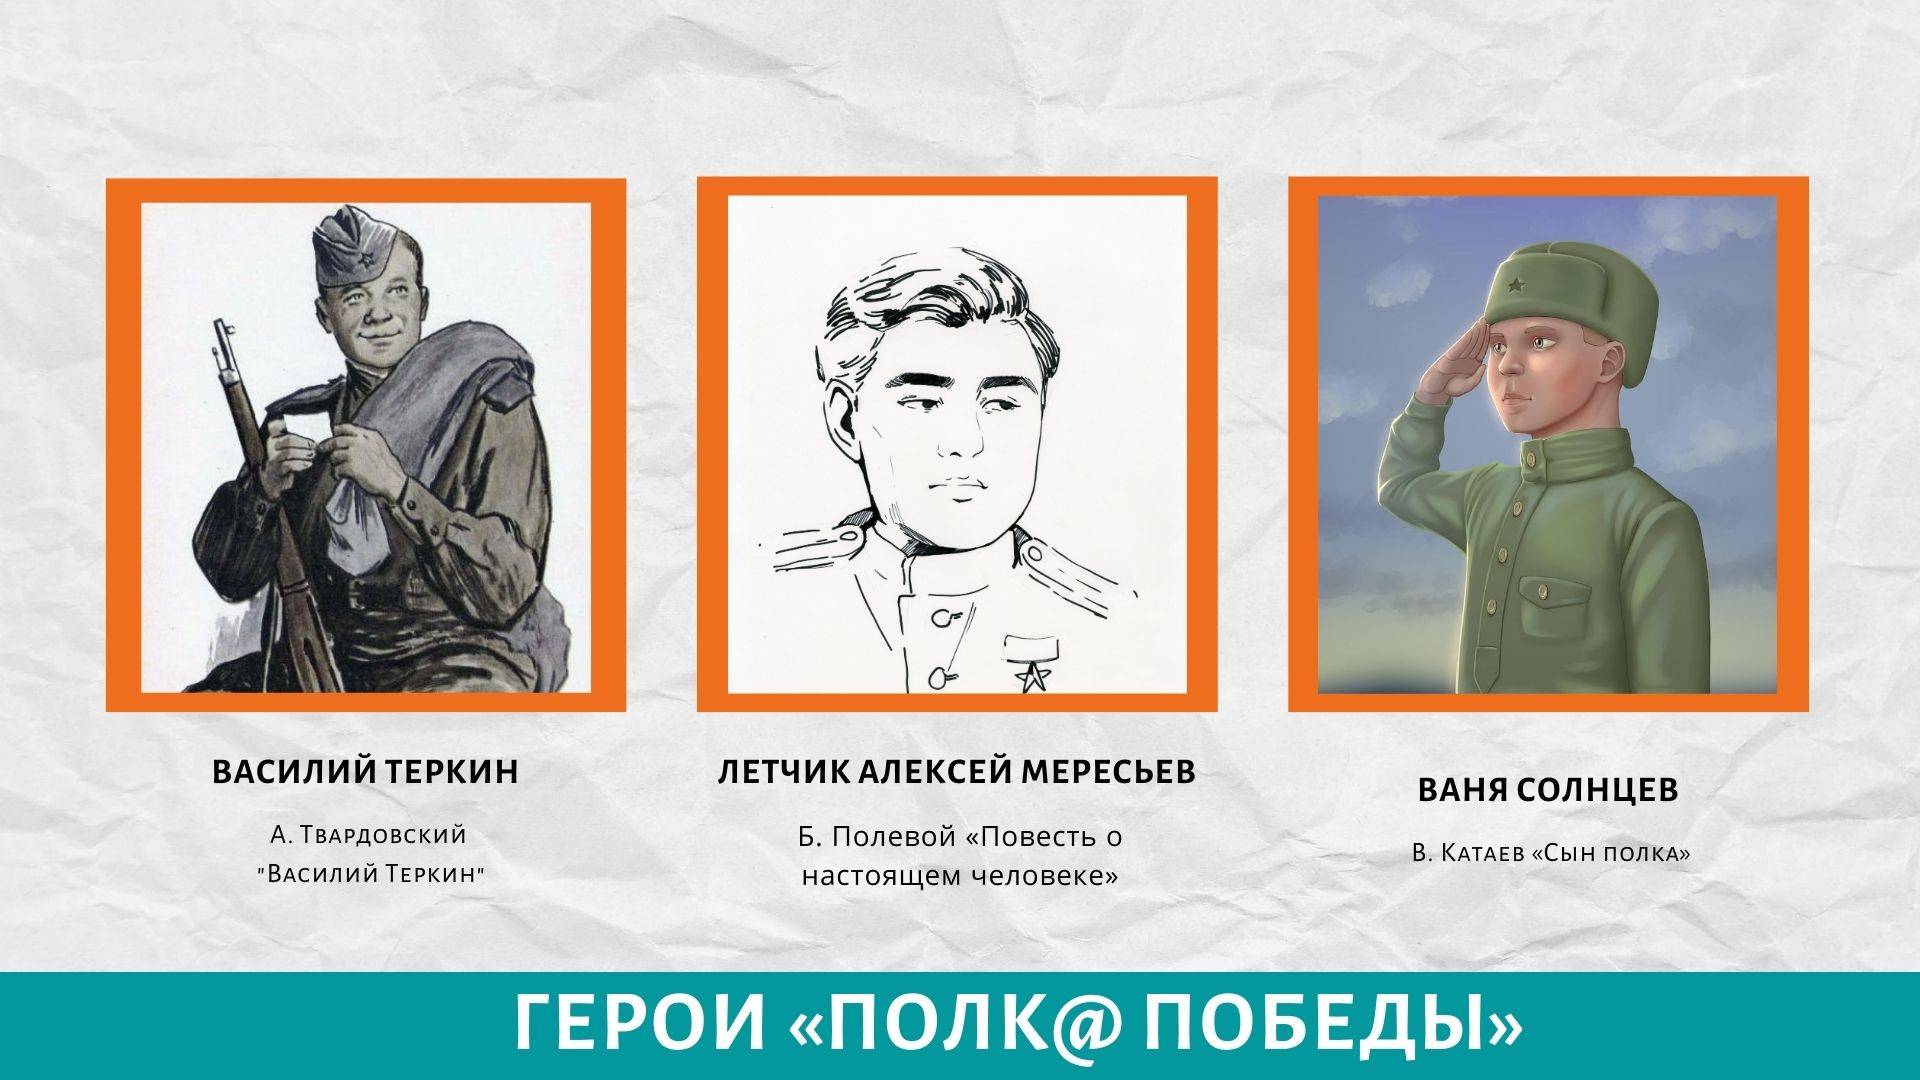 ВАСИЛИЙ ТЕРКИН
А. Твардовский
"Василий Теркин"
ЛЕТЧИК АЛЕКСЕЙ МЕРЕСЬЕВ
Б. Полевой «Повесть о
настоящем человеке»
ВАНЯ СОЛНЦЕВ
В. Катаев «Сын полка»
ГЕРОИ «ПОЛК@ ПОБЕДЫ»